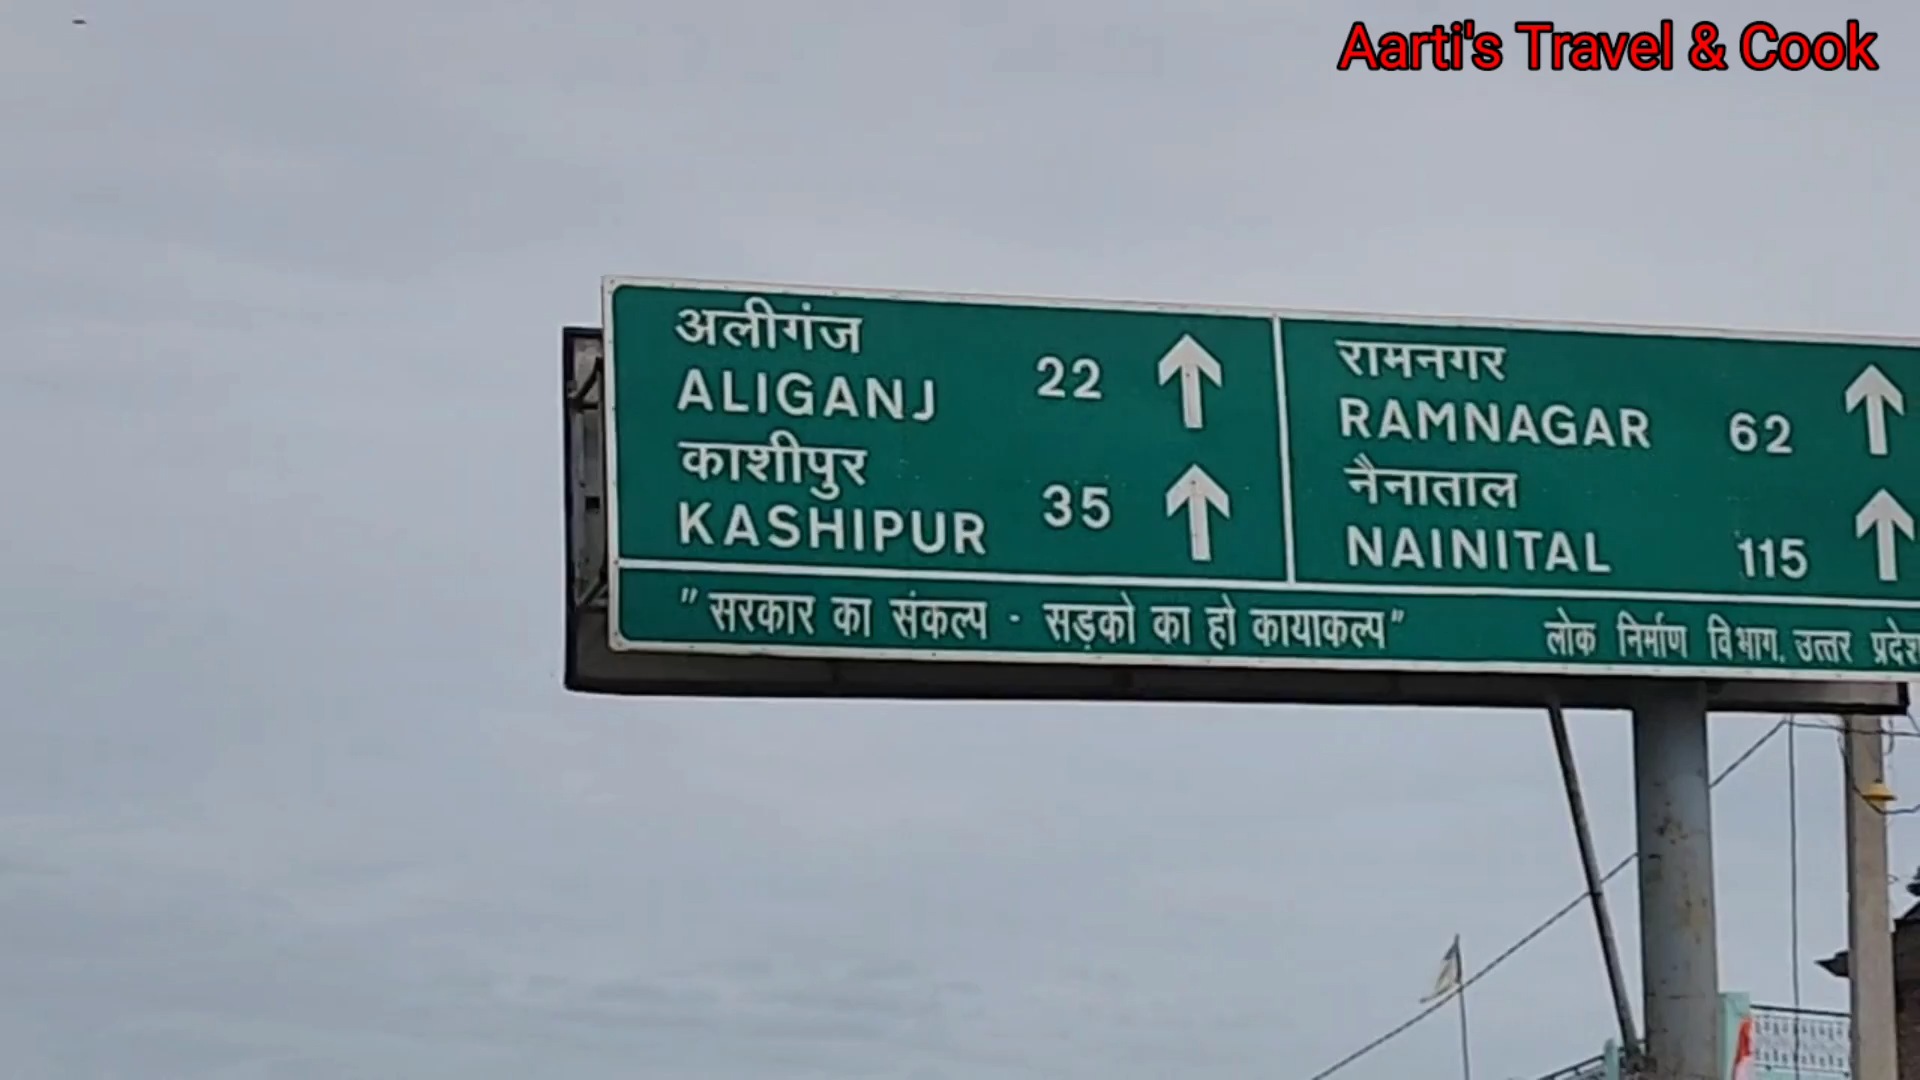 Aarti's Travel & Cook
अलीगंज
ALIGANJ 22
काशीपुर
KASHIPUR 35
रामनगर
RAMNAGAR 62
नैनाताल
NAINITAL 115
" सरकार का संकल्प - सड़को का हो कायाकल्प"
लोक निर्माण विभाग. उत्तर प्रदेश